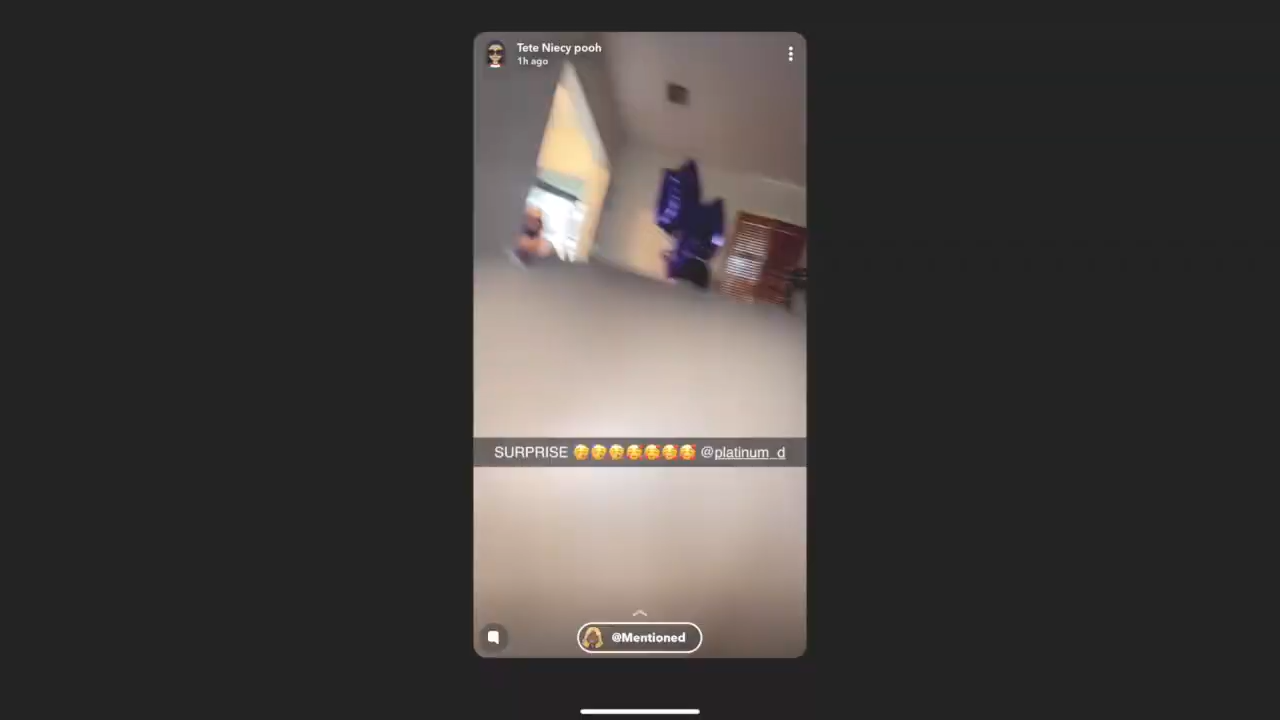 Tete Niecy pooh
1h ago
SURPRISE 🥳🥳🥳🥰🥰🥰🥰 @platinum_d
@Mentioned